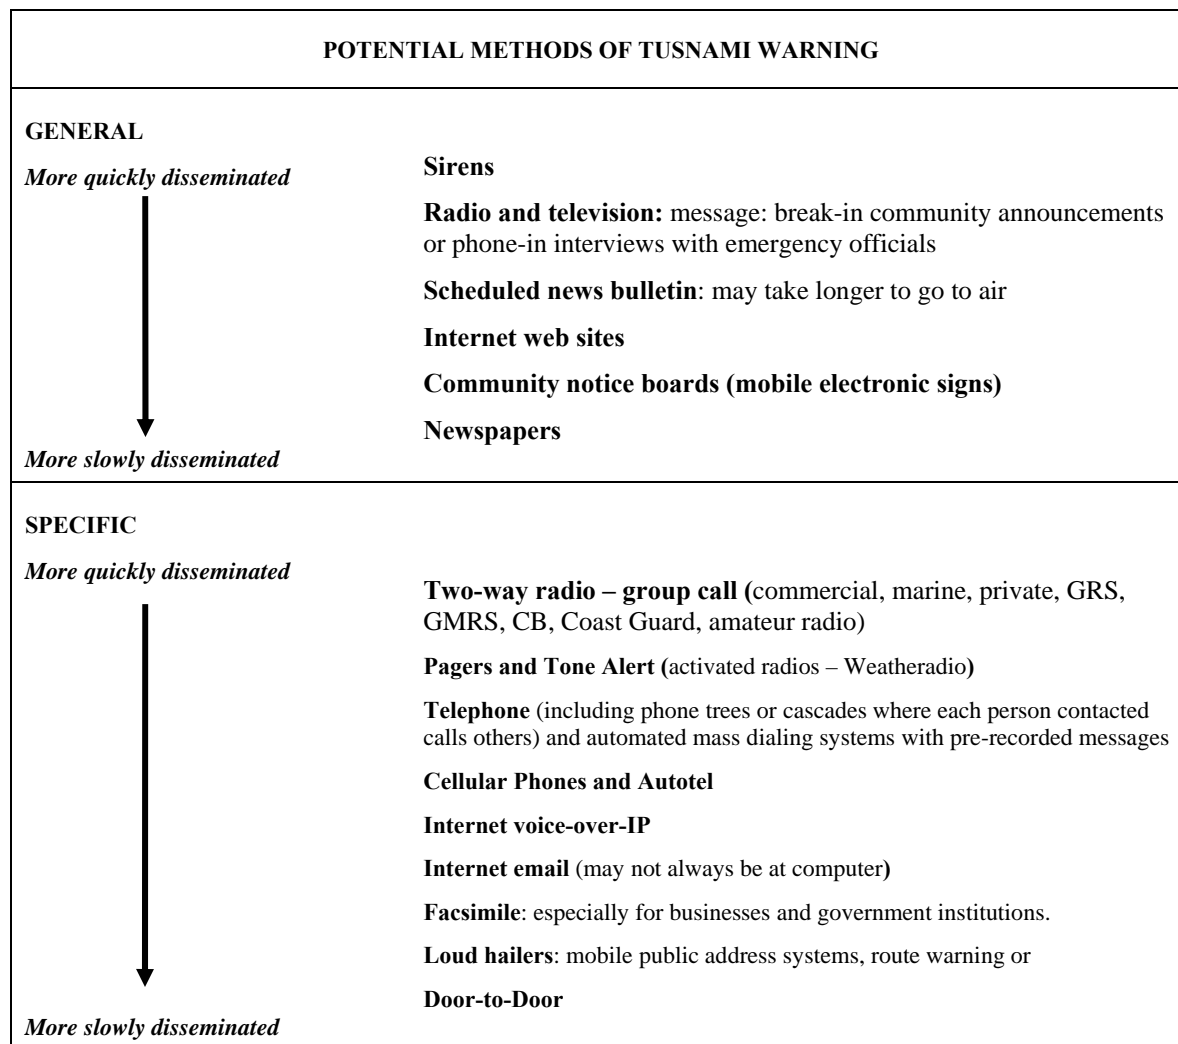 POTENTIAL METHODS OF TUSNAMI WARNING
GENERAL
More quickly disseminated
Sirens
Radio and television: message: break-in community announcements
or phone-in interviews with emergency officials
Scheduled news bulletin: may take longer to go to air
Internet web sites
Community notice boards (mobile electronic signs)
Newspapers
More slowly disseminated
SPECIFIC
More quickly disseminated
Two-way radio – group call (commercial, marine, private, GRS,
GMRS, CB, Coast Guard, amateur radio)
Pagers and Tone Alert (activated radios – Weatheradio)
Telephone (including phone trees or cascades where each person contacted
calls others) and automated mass dialing systems with pre-recorded messages
Cellular Phones and Autotel
Internet voice-over-IP
Internet email (may not always be at computer)
Facsimile: especially for businesses and government institutions.
Loud hailers: mobile public address systems, route warning or
Door-to-Door
More slowly disseminated